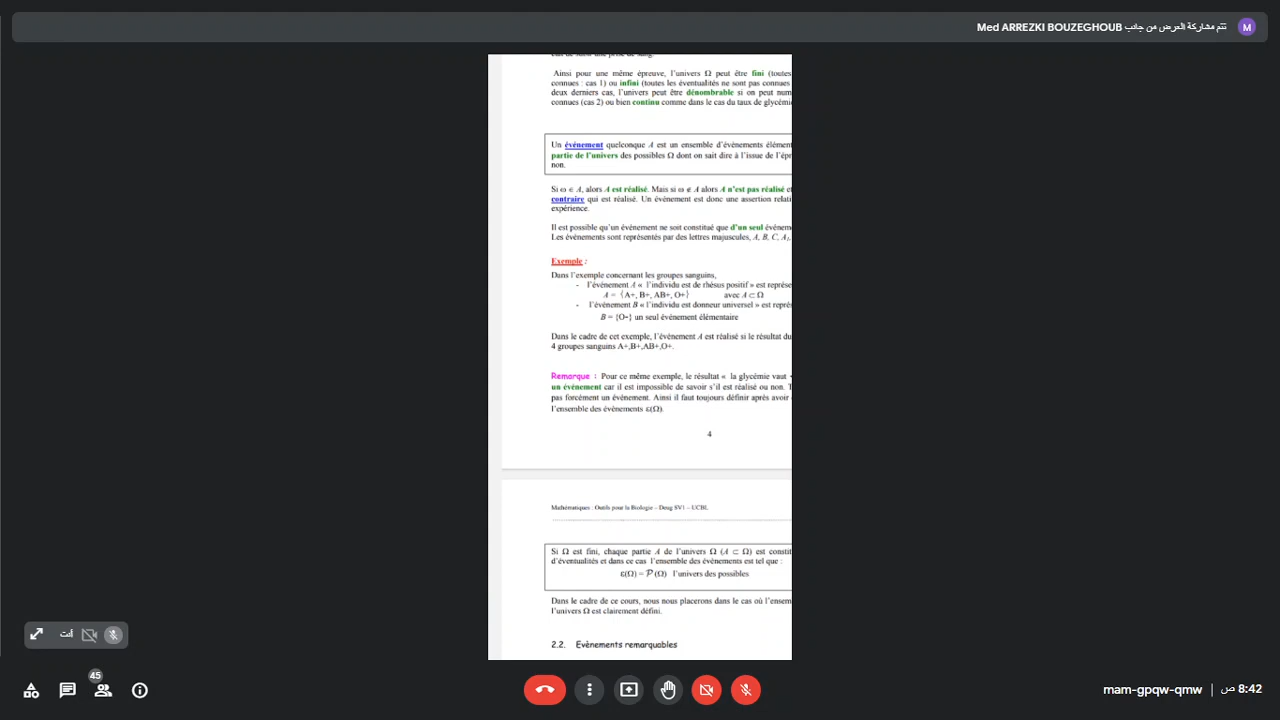 تتم مشاركة العرض من جانب Med ARREZKI BOUZEGHOUB
M
Ainsi pour une même épreuve, l'univers Ω peut être fini (toutes
connues : cas 1) ou infini (toutes les éventualités ne sont pas connues
deux derniers cas, l'univers peut être dénombrable si on peut num
connues (cas 2) ou bien continu comme dans le cas du taux de glycémi
Un événement quelconque A est un ensemble d'événements élément
partie de l'univers des possibles Ω dont on sait dire à l'issue de l'épr
non.
Si ω ∈ A, alors A est réalisé. Mais si ω ∉ A alors A n'est pas réalisé et
contraire qui est réalisé. Un événement est donc une assertion relati
expérience.
Il est possible qu'un événement ne soit constitué que d'un seul événem
Les événements sont représentés par des lettres majuscules, A, B, C, A₁,
Exemple :
Dans l'exemple concernant les groupes sanguins,
- l'événement A « l'individu est de rhésus positif » est représe
A = {A+, B+, AB+, O+} avec A ⊂ Ω
- l'événement B « l'individu est donneur universel » est repré
B = {O-} un seul événement élémentaire
Dans le cadre de cet exemple, l'événement A est réalisé si le résultat du
4 groupes sanguins A+,B+,AB+,O+.
Remarque : Pour ce même exemple, le résultat « la glycémie vaut
un événement car il est impossible de savoir s'il est réalisé ou non. T
pas forcément un événement. Ainsi il faut toujours définir après avoir
l'ensemble des événements ε(Ω).
4
Mathématiques : Outils pour la Biologie – Deug SV1 – UCBL
Si Ω est fini, chaque partie A de l'univers Ω (A ⊂ Ω) est constit
d'éventualités et dans ce cas l'ensemble des événements est tel que :
ε(Ω) = P (Ω) l'univers des possibles
Dans le cadre de ce cours, nous nous placerons dans le cas où l'ensem
l'univers Ω est clairement défini.
2.2. Evénements remarquables
أنت
45
mam-gpqw-qnw | 8:42 ص